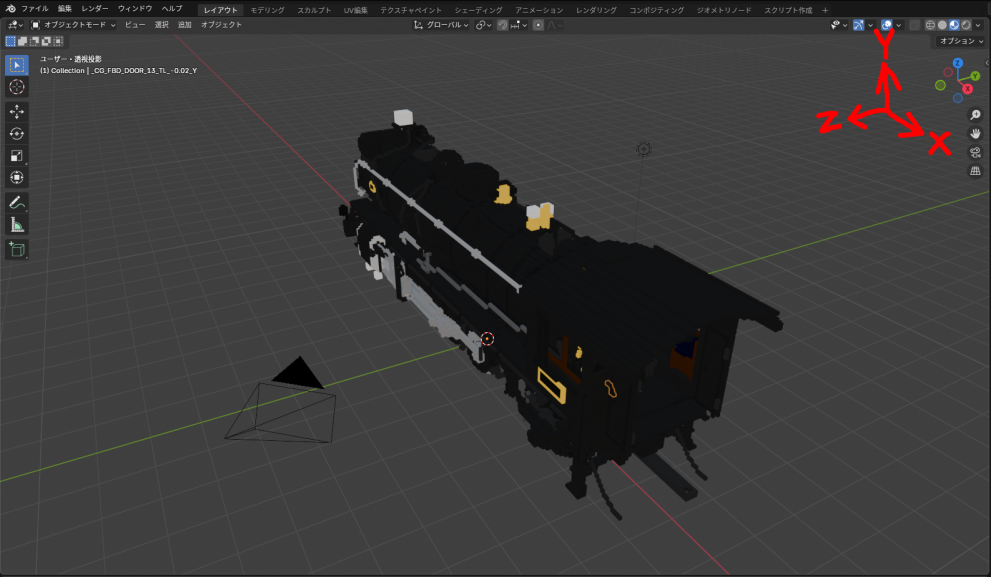 ファイル 編集 レンダー ウィンドウ ヘルプ レイアウト モデリング スカルプト UV編集 テクスチャペイント シェーディング アニメーション レンダリング コンポジティング ジオメトリノード スクリプト作成 +
オブジェクトモード ビュー 選択 追加 オブジェクト グローバル
オプション
ユーザー・透視投影
(1) Collection | _CG_FBD_DOOR_13_TL_-0.02_Y
Y
Z
X
Z
Y
X